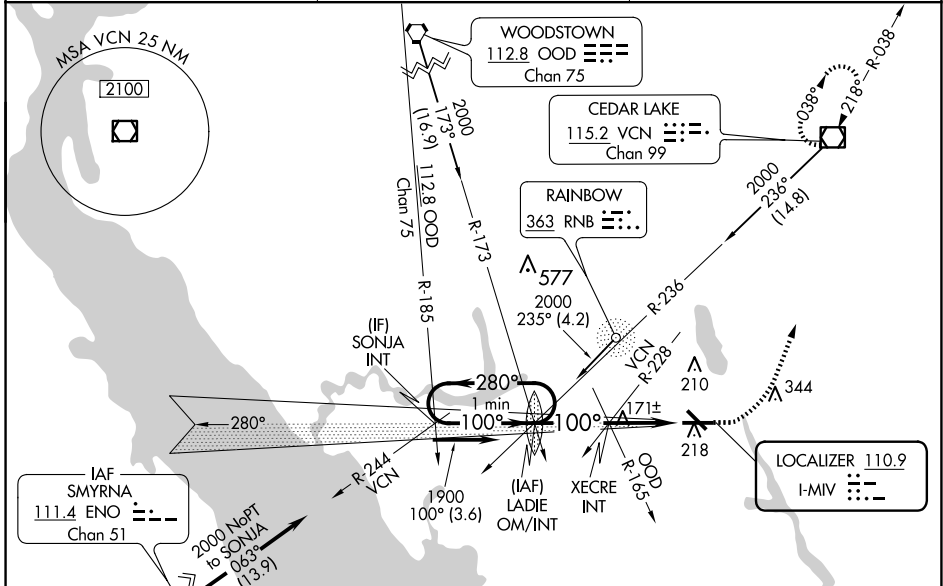 MSA VCN 25 NM
2100
WOODSTOWN
112.8 OOD
Chan 75
R-038
038°
218°
CEDAR LAKE
115.2 VCN
Chan 99
2000
173°
(16.9)
112.8 OOD
Chan 75
R-173
R-185
2000
236°
(14.8)
RAINBOW
363 RNB
577
2000
235° (4.2)
R-236
VCN
R-228
(IF)
SONJA
INT
280°
1 min
100°
100°
280°
171±
210
344
218
R-244
VCN
1900
100° (3.6)
(IAF)
LADIE
OM/INT
XECRE
INT
OOD
R-165
LOCALIZER 110.9
I-MIV
IAF
SMYRNA
111.4 ENO
Chan 51
2000 NoPT
to SONJA
063°
(13.9)